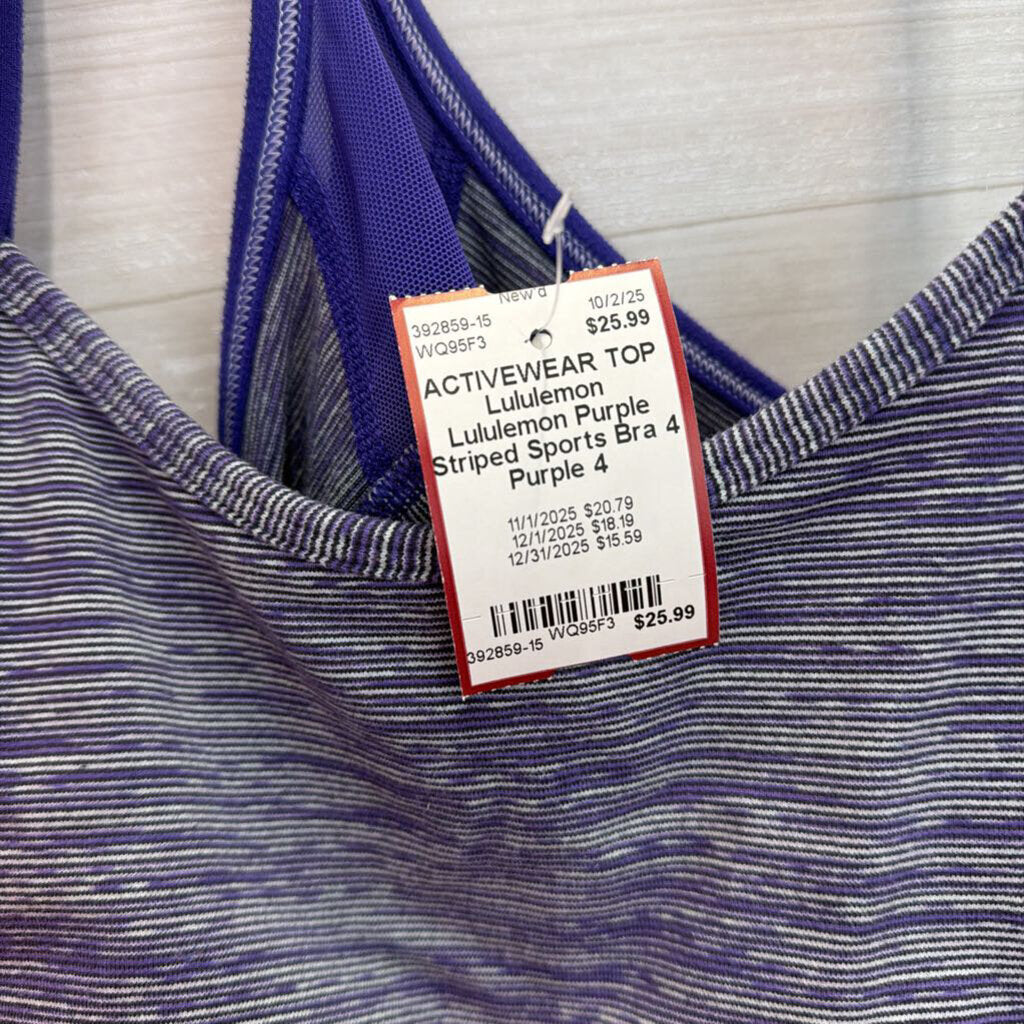 New'd 10/2/25
392859-15 $25.99
WQ95F3
ACTIVEWEAR TOP
Lululemon
Lululemon Purple
Striped Sports Bra 4
Purple 4
11/1/2025 $20.79
12/1/2025 $18.19
12/31/2025 $15.59
392859-15 WQ95F3 $25.99